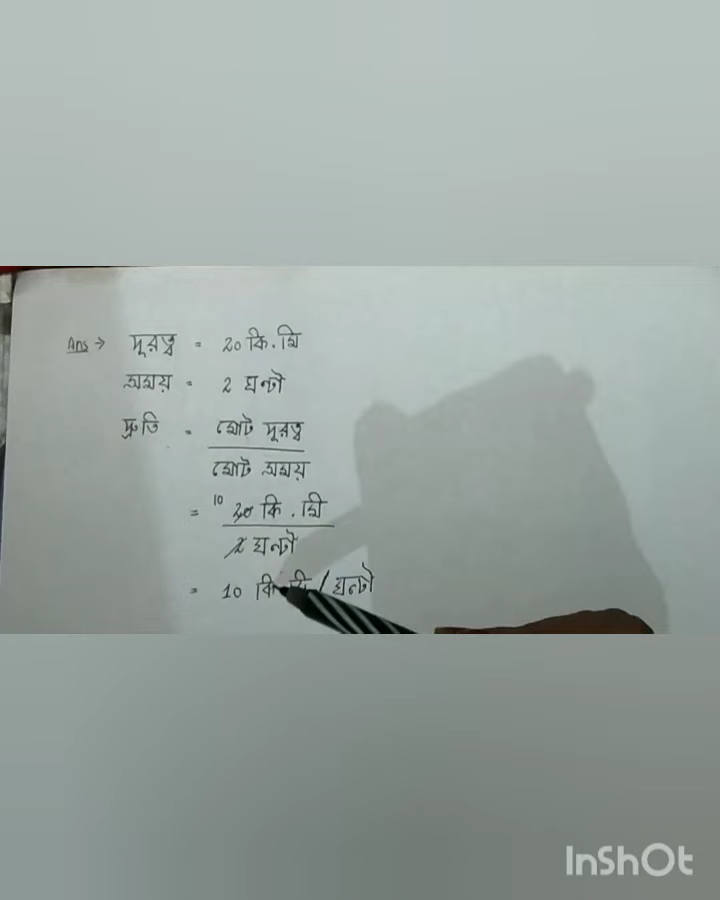 Ans → দূরত্ব = 20 কি.মি
সময় = 2 ঘন্টা
দ্রুতি = মোট দূরত্ব
মোট সময়
= 10 20 কি.মি
2 ঘন্টা
= 10 কি মি / ঘন্টা
InShOt